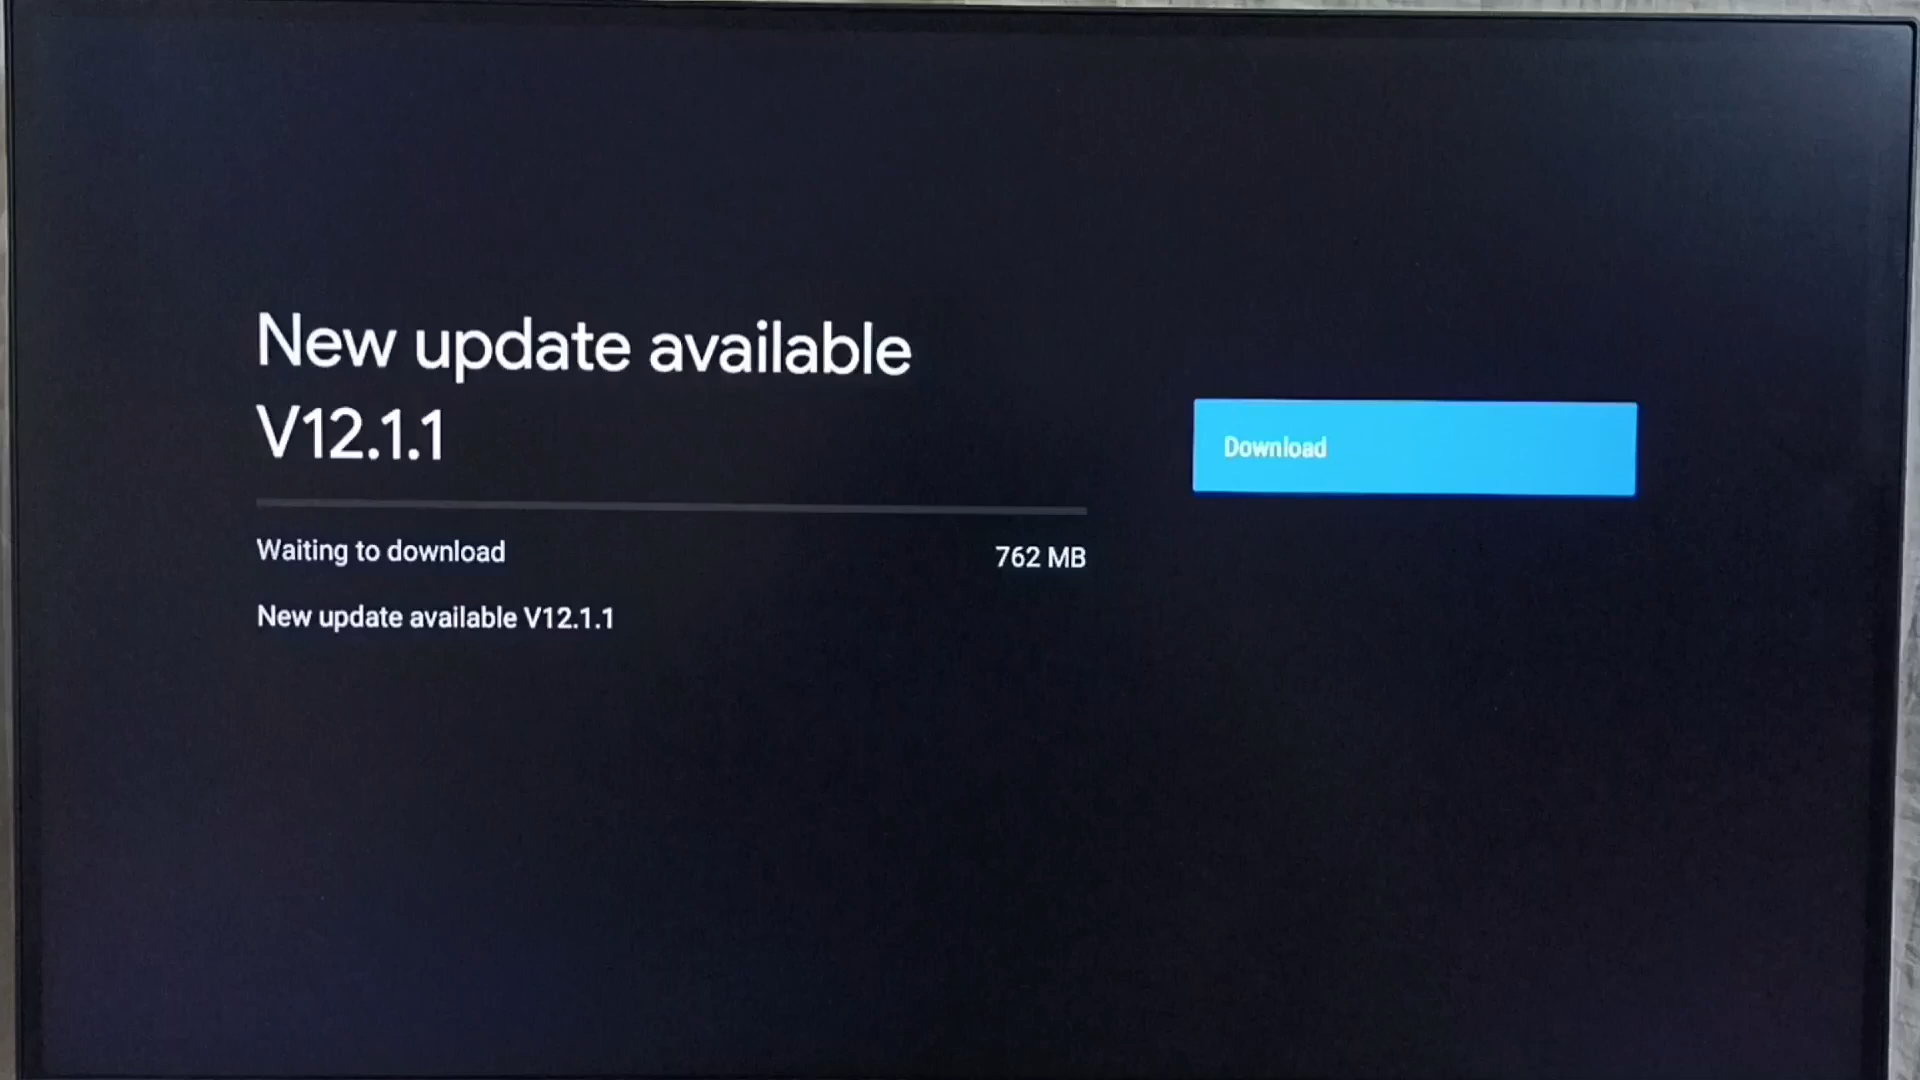 New update available
V12.1.1
Download
Waiting to download
762 MB
New update available V12.1.1